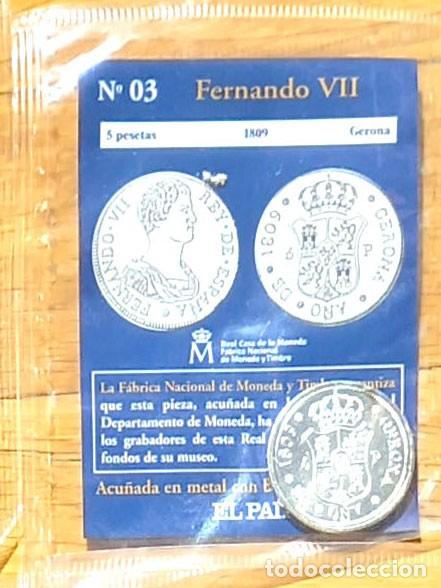 Nº 03 Fernando VII
5 pesetas 1809 Gerona
FERNANDO · VII REY · DE · ESPAÑA
AÑO · DE · 1809 · GERONA
5 P
Real Casa de la Moneda
Fábrica Nacional
de Moneda y Timbre
M
La Fábrica Nacional de Moneda y
que esta pieza, acuñada en
Departamento de Moneda, ha
los grabadores de esta Real
fondos de su museo.
Acuñada en metal con
EL PAÍ
todocoleccion
todocoleccion.net